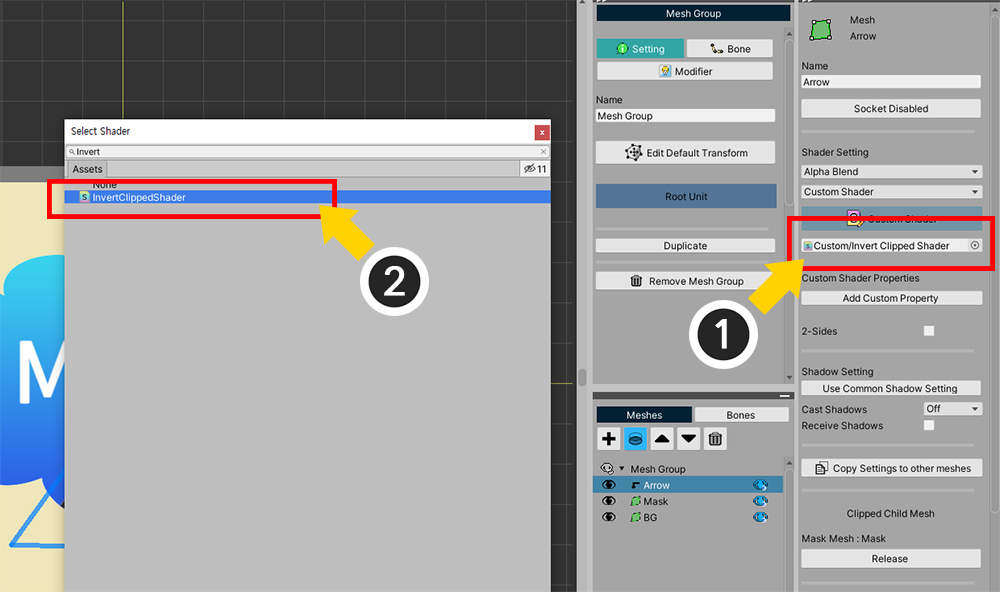 Select Shader
x
Invert
Assets
11
None
InvertClippedShader
M
2
Mesh Group
Setting
Bone
Modifier
Name
Mesh Group
Edit Default Transform
Root Unit
Duplicate
Remove Mesh Group
1
Meshes
Bones
Mesh Group
Arrow
Mask
BG
Mesh
Arrow
Name
Arrow
Socket Disabled
Shader Setting
Alpha Blend
Custom Shader
Custom Shader
Custom/Invert Clipped Shader
Custom Shader Properties
Add Custom Property
2-Sides
Shadow Setting
Use Common Shadow Setting
Cast Shadows Off
Receive Shadows
Copy Settings to other meshes
Clipped Child Mesh
Mask Mesh : Mask
Release